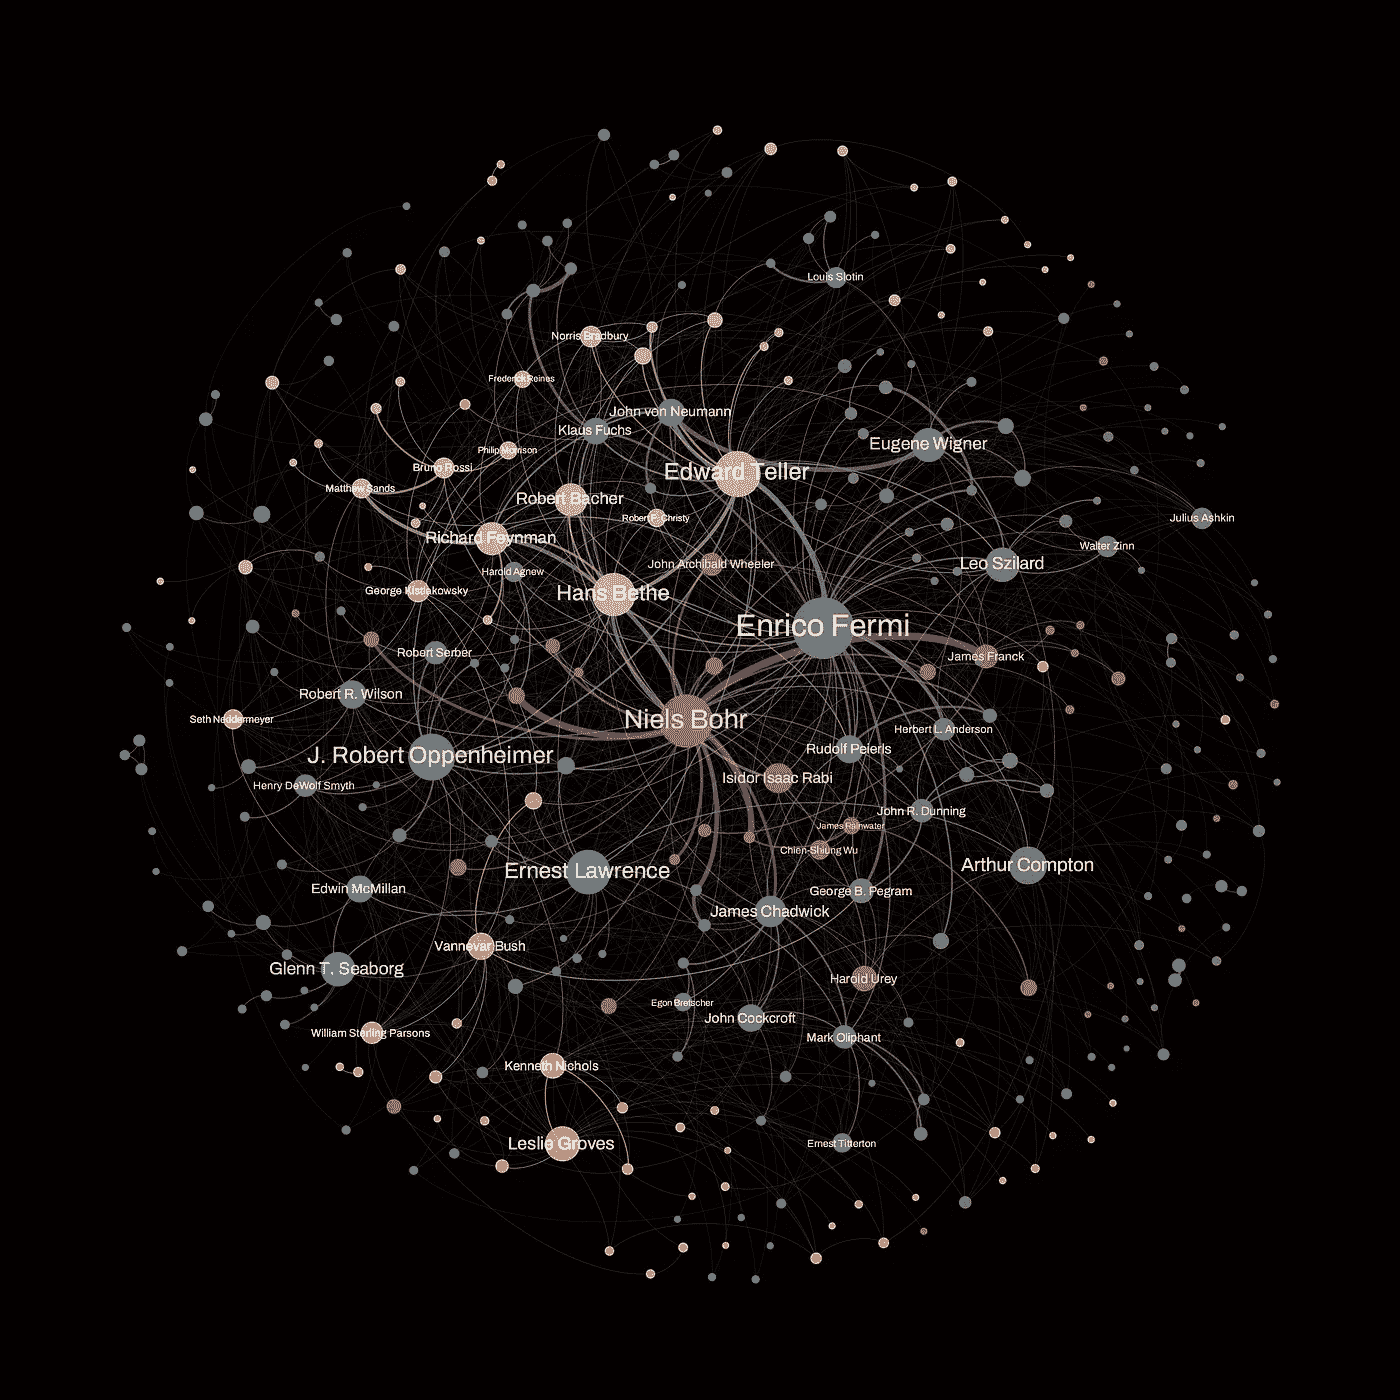 Louis Slotin
Norris Bradbury
Frederick Reines
John von Neumann
Klaus Fuchs
Eugene Wigner
Philip Morrison
Bruno Rossi
Edward Teller
Matthew Sands
Robert Bacher
Robert F. Christy
Julius Ashkin
Richard Feynman
Walter Zinn
John Archibald Wheeler
Leo Szilard
Harold Agnew
George Kistiakowsky
Hans Bethe
Enrico Fermi
Robert Serber
James Franck
Robert R. Wilson
Seth Neddermeyer
Niels Bohr
Herbert L. Anderson
Rudolf Peierls
J. Robert Oppenheimer
Isidor Isaac Rabi
Henry DeWolf Smyth
John R. Dunning
James Rainwater
Chien-Shiung Wu
Arthur Compton
Ernest Lawrence
Edwin McMillan
George B. Pegram
James Chadwick
Vannevar Bush
Glenn T. Seaborg
Harold Urey
Egon Bretscher
John Cockcroft
William Sterling Parsons
Mark Oliphant
Kenneth Nichols
Leslie Groves
Ernest Titterton